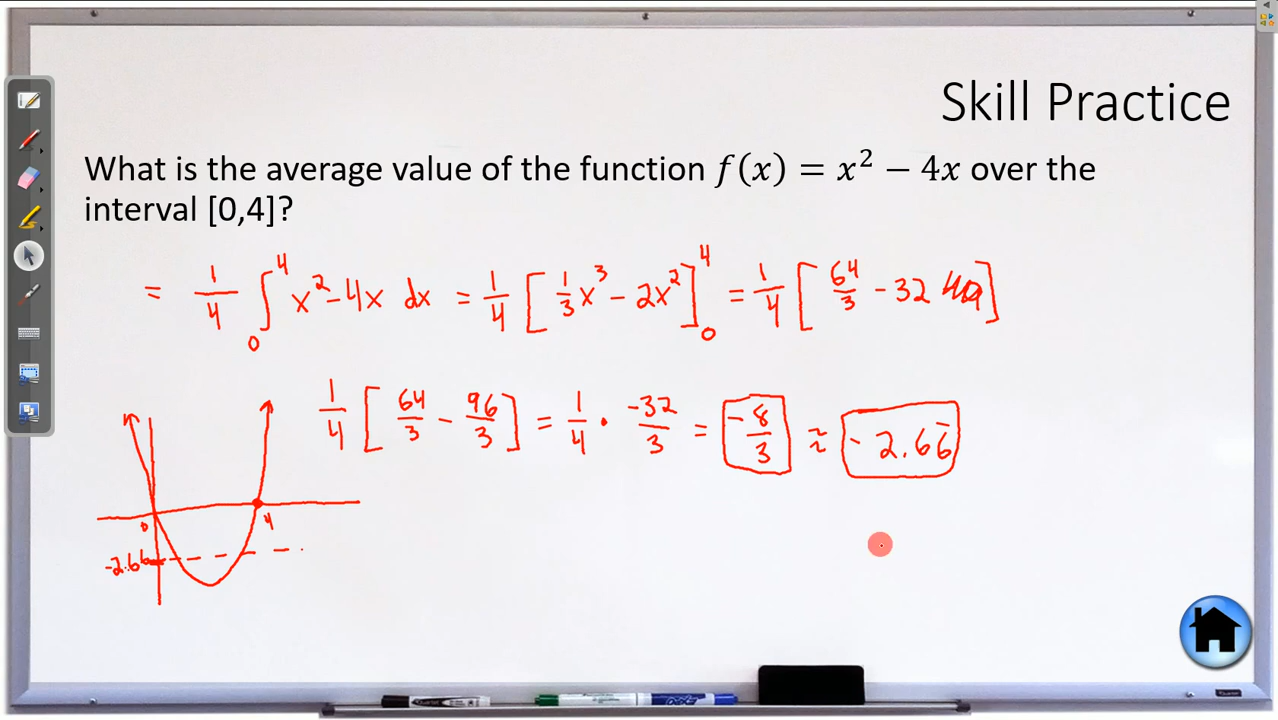 Skill Practice
What is the average value of the function f(x) = x² − 4x over the
interval [0,4]?
= 1/4 ∫₀⁴ x² - 4x dx = 1/4 [1/3 x³ - 2x²]₀⁴ = 1/4 [64/3 - 32]
1/4 [64/3 - 96/3] = 1/4 · -32/3 = -8/3 ≈ -2.66̅
0
4
-2.66